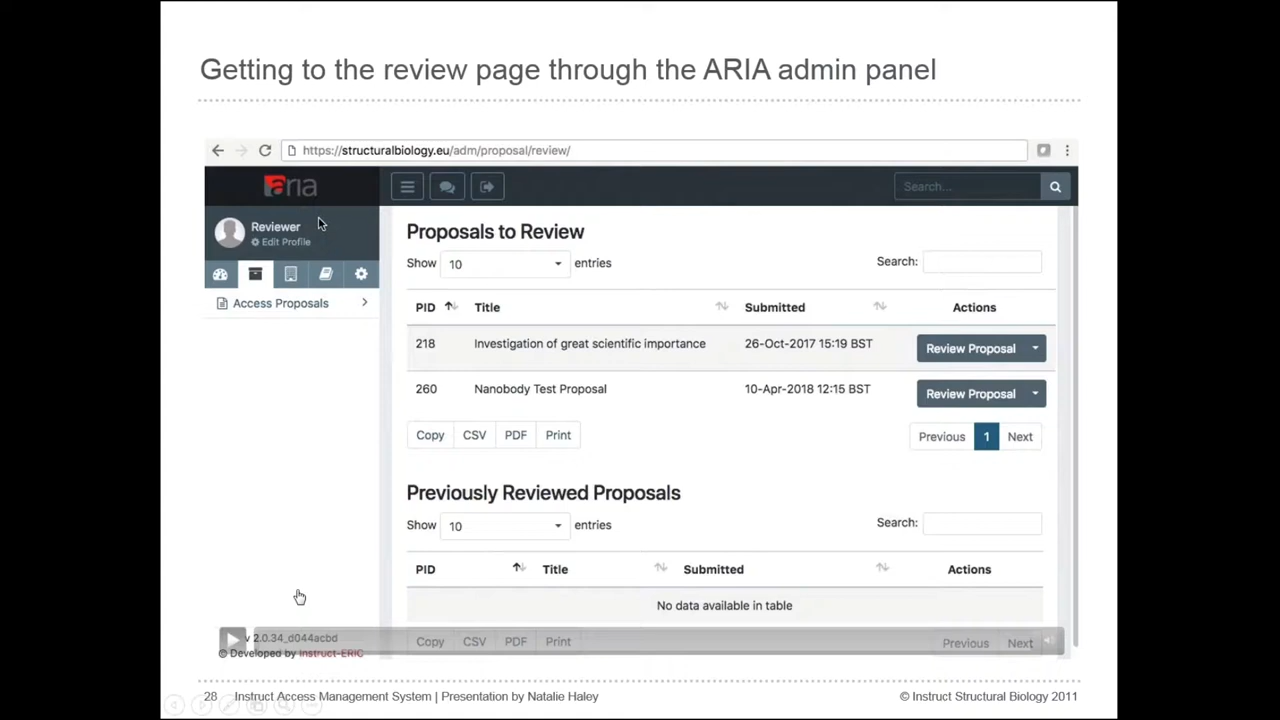 Getting to the review page through the ARIA admin panel
https://structuralbiology.eu/adm/proposal/review/
aria
Search...
Reviewer
Edit Profile
Access Proposals
Proposals to Review
Show 10 entries Search:
PID Title Submitted Actions
218 Investigation of great scientific importance 26-Oct-2017 15:19 BST Review Proposal
260 Nanobody Test Proposal 10-Apr-2018 12:15 BST Review Proposal
Copy CSV PDF Print Previous 1 Next
Previously Reviewed Proposals
Show 10 entries Search:
PID Title Submitted Actions
No data available in table
Copy CSV PDF Print Previous Next
v 2.0.34_d044acbd
© Developed by Instruct-ERIC
28 Instruct Access Management System | Presentation by Natalie Haley © Instruct Structural Biology 2011